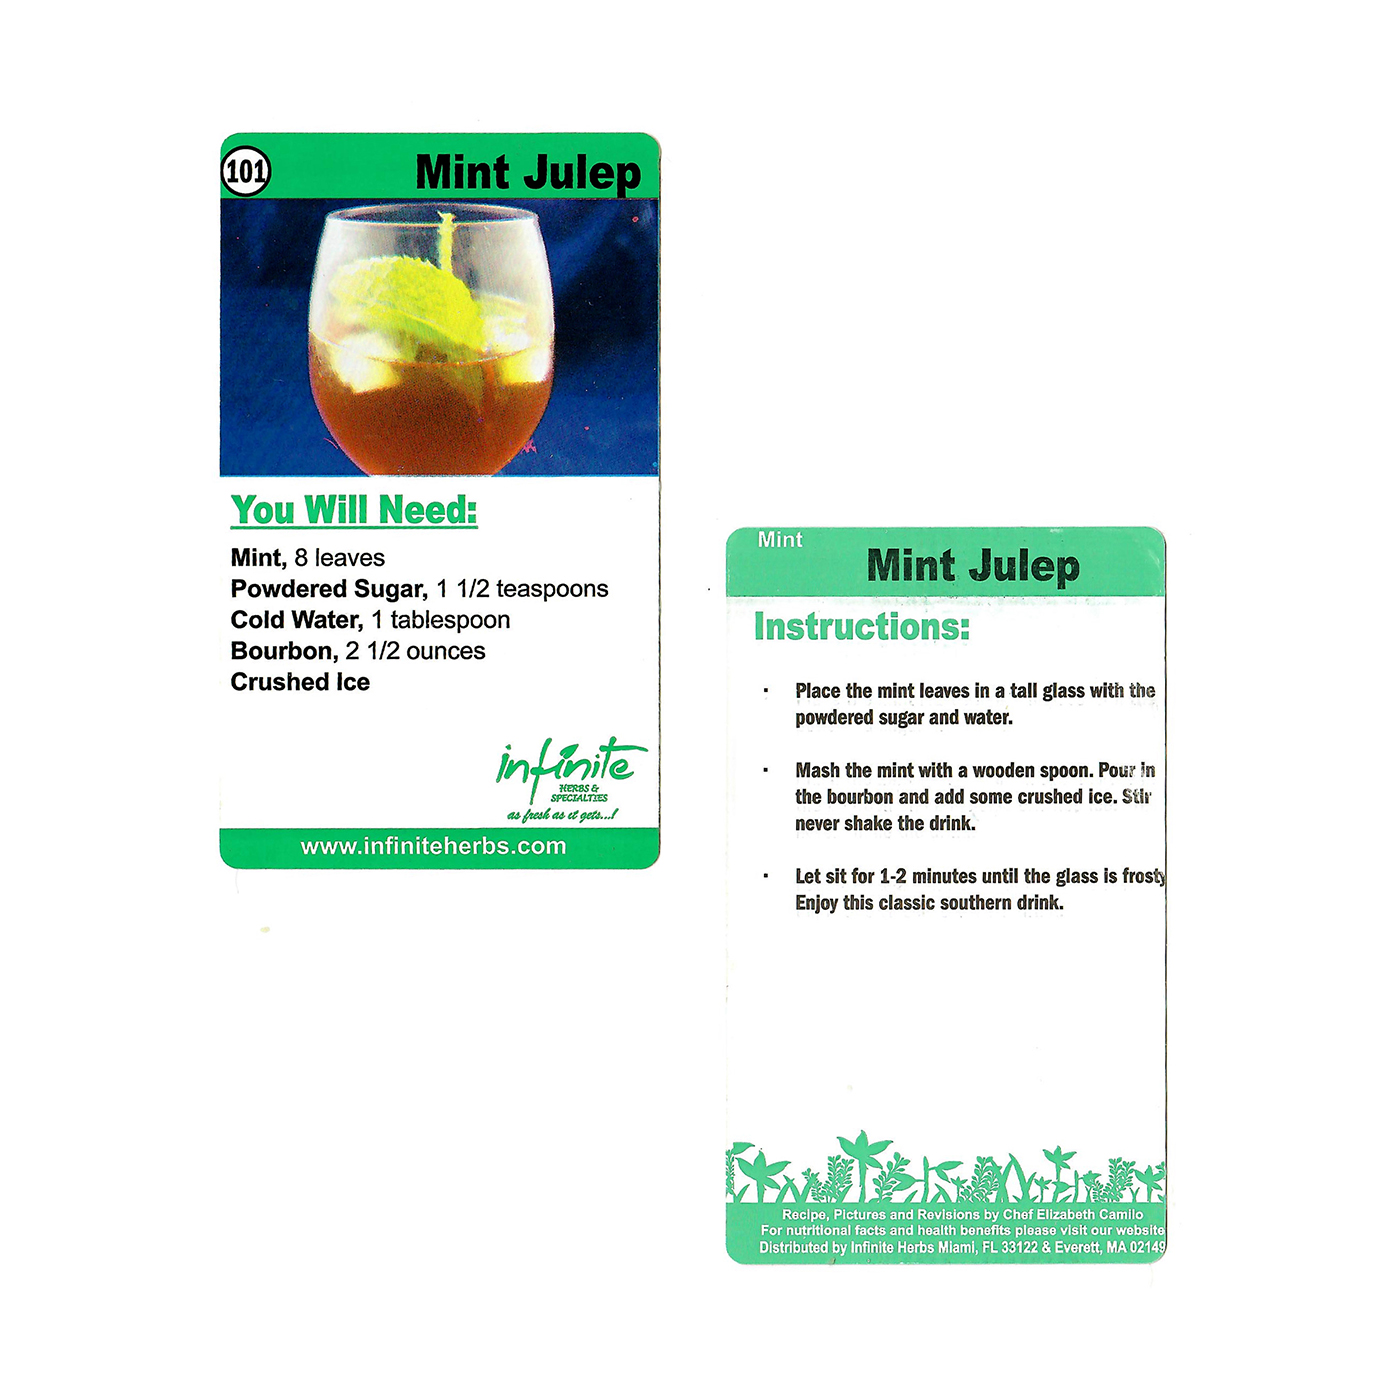 101
Mint Julep
You Will Need:
Mint, 8 leaves
Powdered Sugar, 1 1/2 teaspoons
Cold Water, 1 tablespoon
Bourbon, 2 1/2 ounces
Crushed Ice
infinite
HERBS &
SPECIALTIES
as fresh as it gets...!
www.infiniteherbs.com
Mint
Mint Julep
Instructions:
· Place the mint leaves in a tall glass with the
powdered sugar and water.
· Mash the mint with a wooden spoon. Pour in
the bourbon and add some crushed ice. Stir
never shake the drink.
· Let sit for 1-2 minutes until the glass is frosty
Enjoy this classic southern drink.
Recipe, Pictures and Revisions by Chef Elizabeth Camilo
For nutritional facts and health benefits please visit our website
Distributed by Infinite Herbs Miami, FL 33122 & Everett, MA 02149